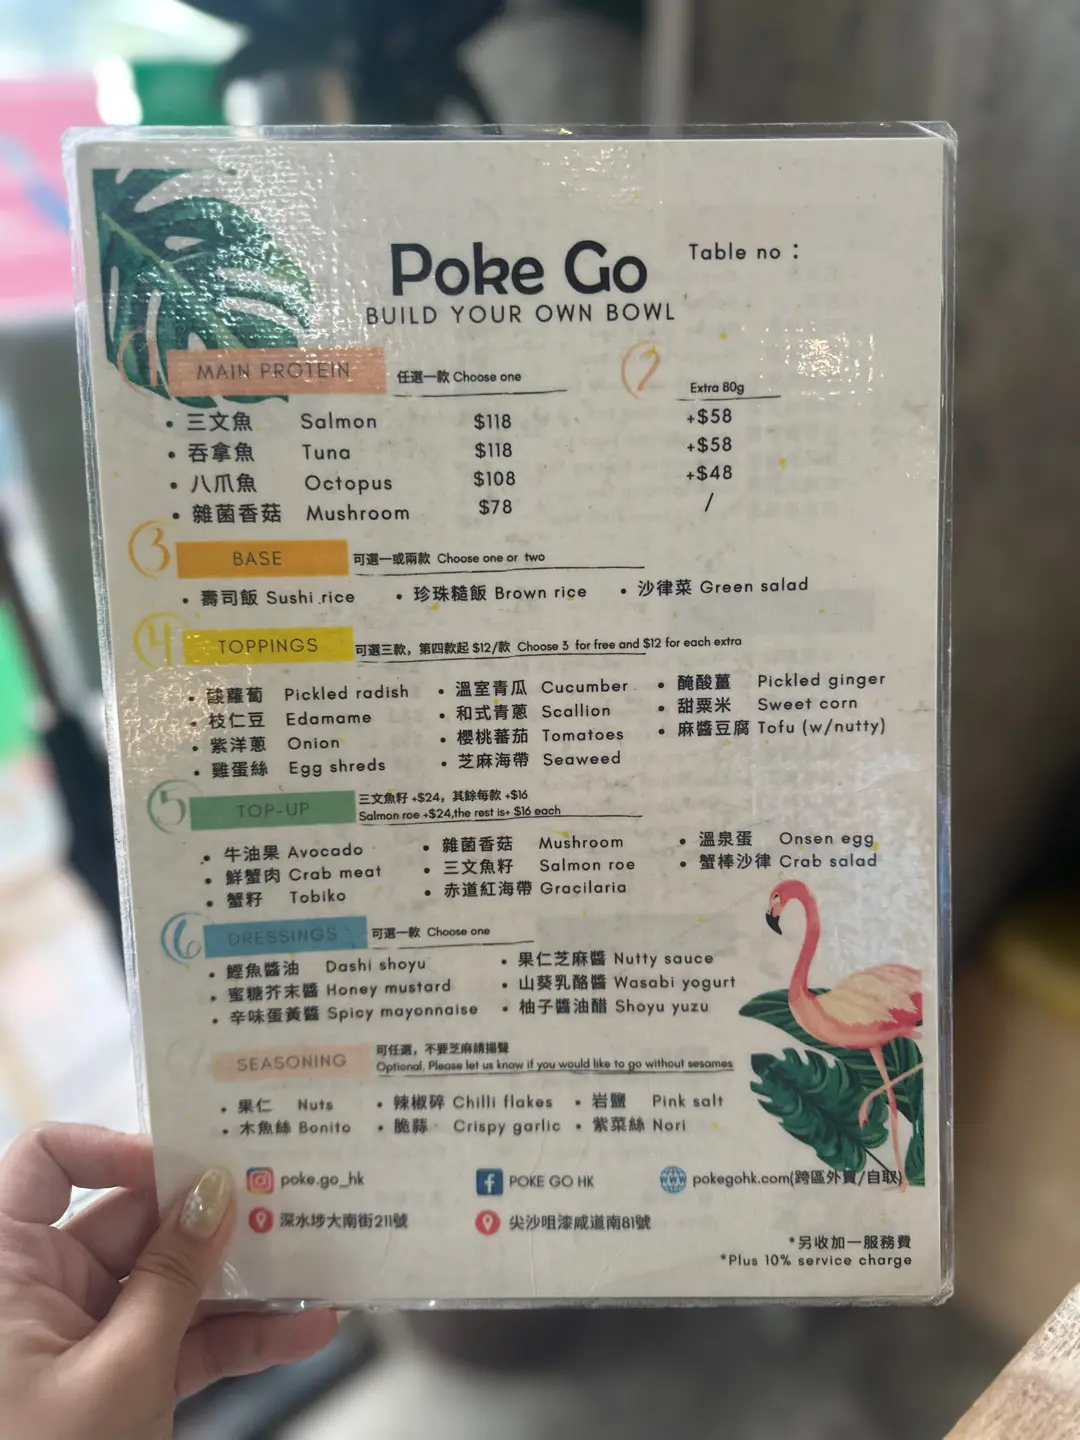 Poke Go
Table no：
BUILD YOUR OWN BOWL
1 MAIN PROTEIN 任選一款 Choose one 2 Extra 80g
• 三文魚 Salmon $118 +$58
• 吞拿魚 Tuna $118 +$58
• 八爪魚 Octopus $108 +$48
• 雜菌香菇 Mushroom $78 /
3 BASE 可選一或兩款 Choose one or two
• 壽司飯 Sushi rice • 珍珠糙飯 Brown rice • 沙律菜 Green salad
4 TOPPINGS 可選三款，第四款起 $12/款 Choose 3 for free and $12 for each extra
• 酸蘿蔔 Pickled radish • 溫室青瓜 Cucumber • 醃酸薑 Pickled ginger
• 枝仁豆 Edamame • 和式青蔥 Scallion • 甜粟米 Sweet corn
• 紫洋蔥 Onion • 櫻桃蕃茄 Tomatoes • 麻醬豆腐 Tofu (w/nutty)
• 雞蛋絲 Egg shreds • 芝麻海帶 Seaweed
5 TOP-UP 三文魚籽 +$24，其餘每款 +$16
Salmon roe +$24,the rest is+ $16 each
• 牛油果 Avocado • 雜菌香菇 Mushroom • 溫泉蛋 Onsen egg
• 鮮蟹肉 Crab meat • 三文魚籽 Salmon roe • 蟹棒沙律 Crab salad
• 蟹籽 Tobiko • 赤道紅海帶 Gracilaria
6 DRESSINGS 可選一款 Choose one
• 鰹魚醬油 Dashi shoyu • 果仁芝麻醬 Nutty sauce
• 蜜糖芥末醬 Honey mustard • 山葵乳酪醬 Wasabi yogurt
• 辛味蛋黃醬 Spicy mayonnaise • 柚子醬油醋 Shoyu yuzu
SEASONING 可任選，不要芝麻請揚聲
Optional. Please let us know if you would like to go without sesames
• 果仁 Nuts • 辣椒碎 Chilli flakes • 岩鹽 Pink salt
• 木魚絲 Bonito • 脆蒜 Crispy garlic • 紫菜絲 Nori
poke.go_hk POKE GO HK pokegohk.com(跨區外賣/自取)
深水埗大南街211號 尖沙咀漆咸道南81號
*另收加一服務費
*Plus 10% service charge